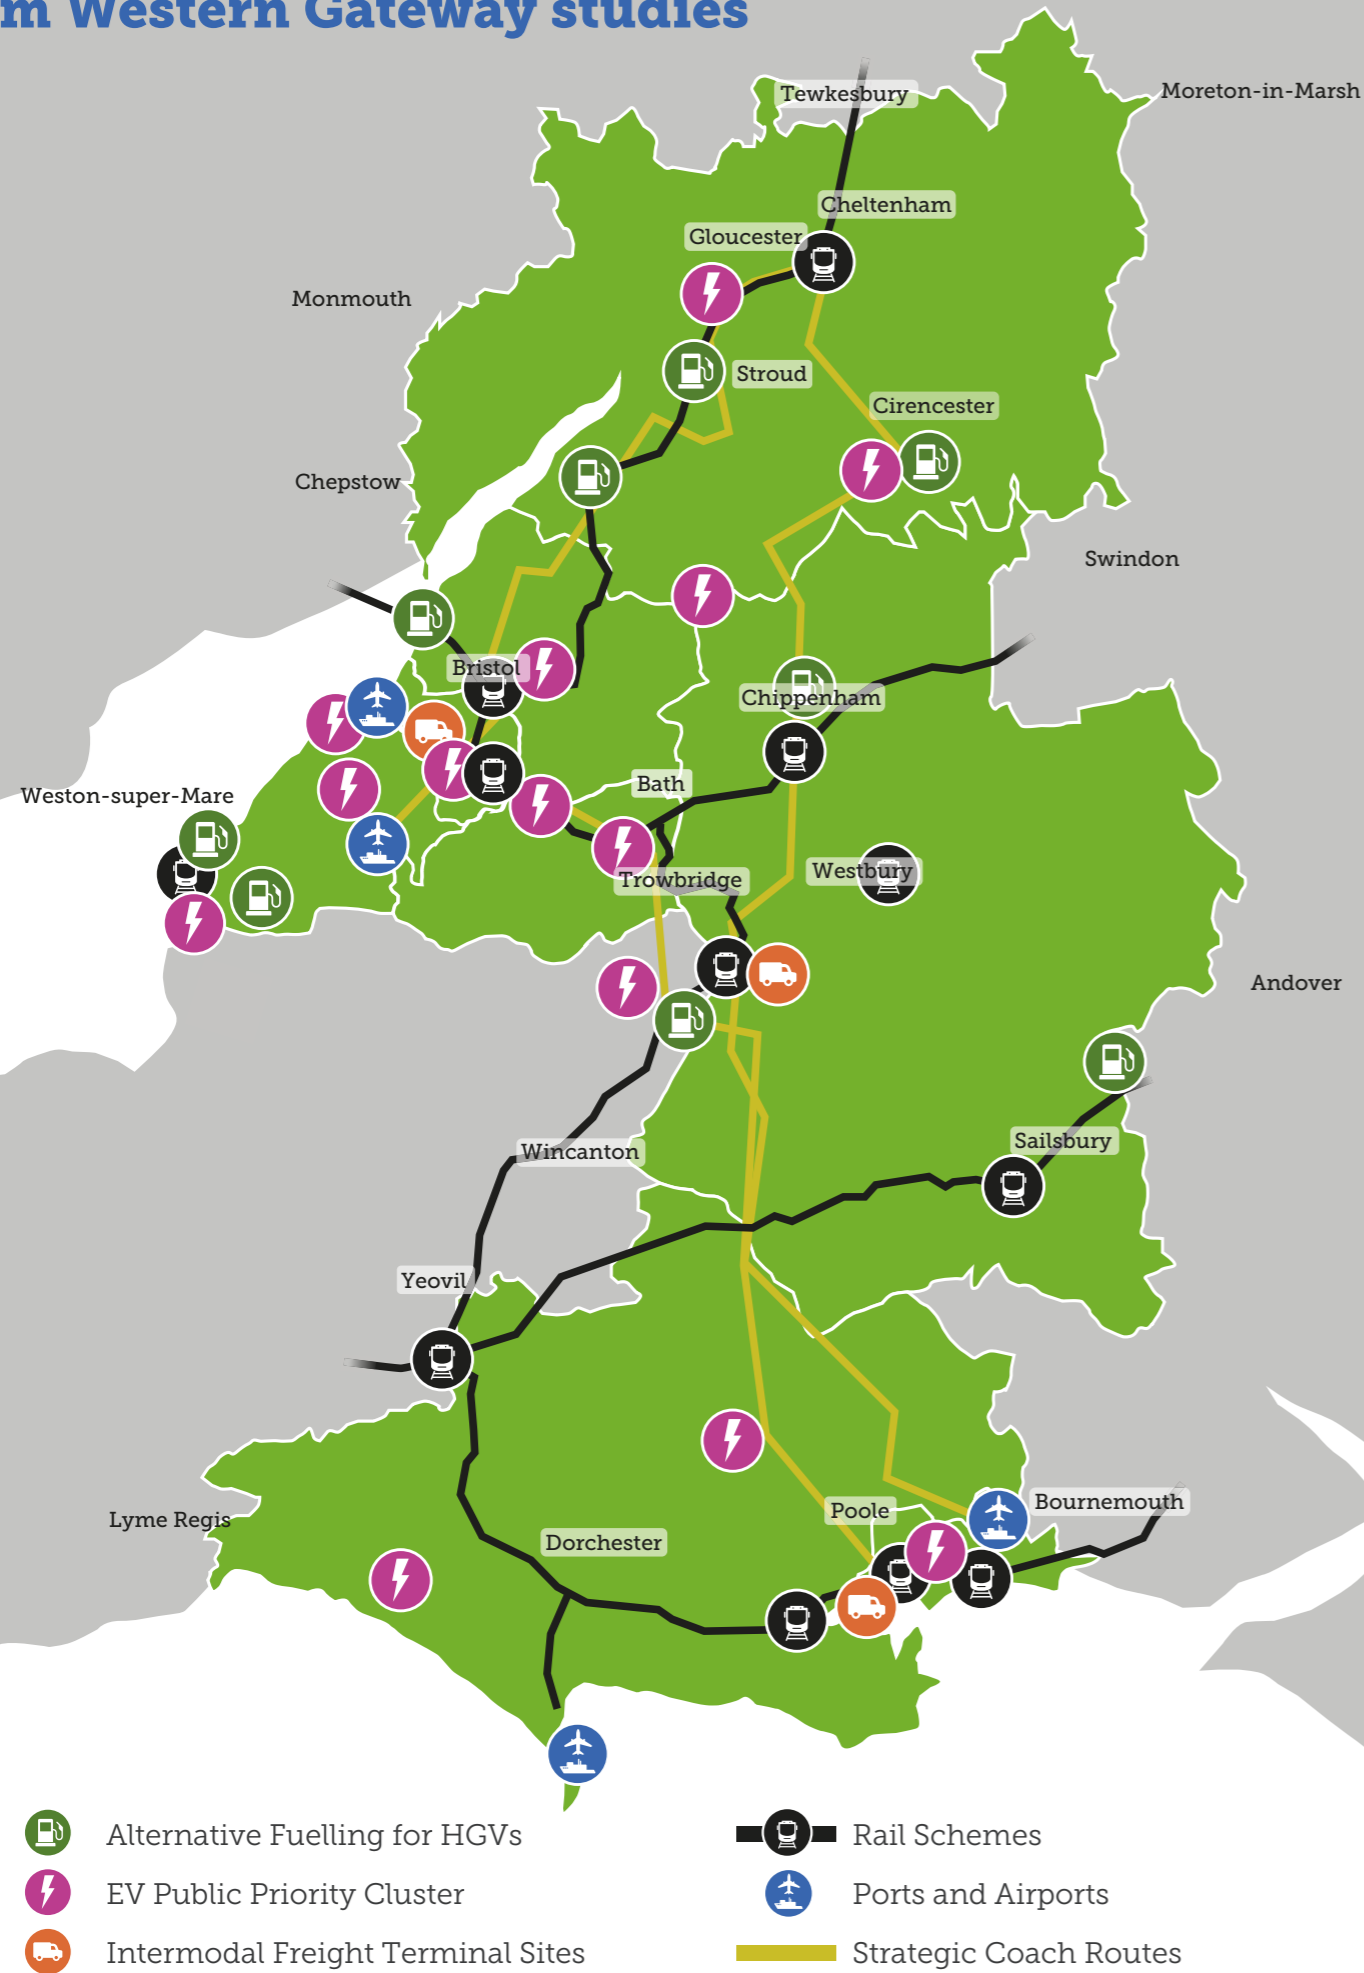 m Western Gateway studies
Tewkesbury
Moreton-in-Marsh
Cheltenham
Gloucester
Monmouth
Stroud
Cirencester
Chepstow
Swindon
Bristol
Chippenham
Bath
Weston-super-Mare
Westbury
Trowbridge
Andover
Sailsbury
Wincanton
Yeovil
Bournemouth
Poole
Lyme Regis
Dorchester
Alternative Fuelling for HGVs
Rail Schemes
EV Public Priority Cluster
Ports and Airports
Intermodal Freight Terminal Sites
Strategic Coach Routes